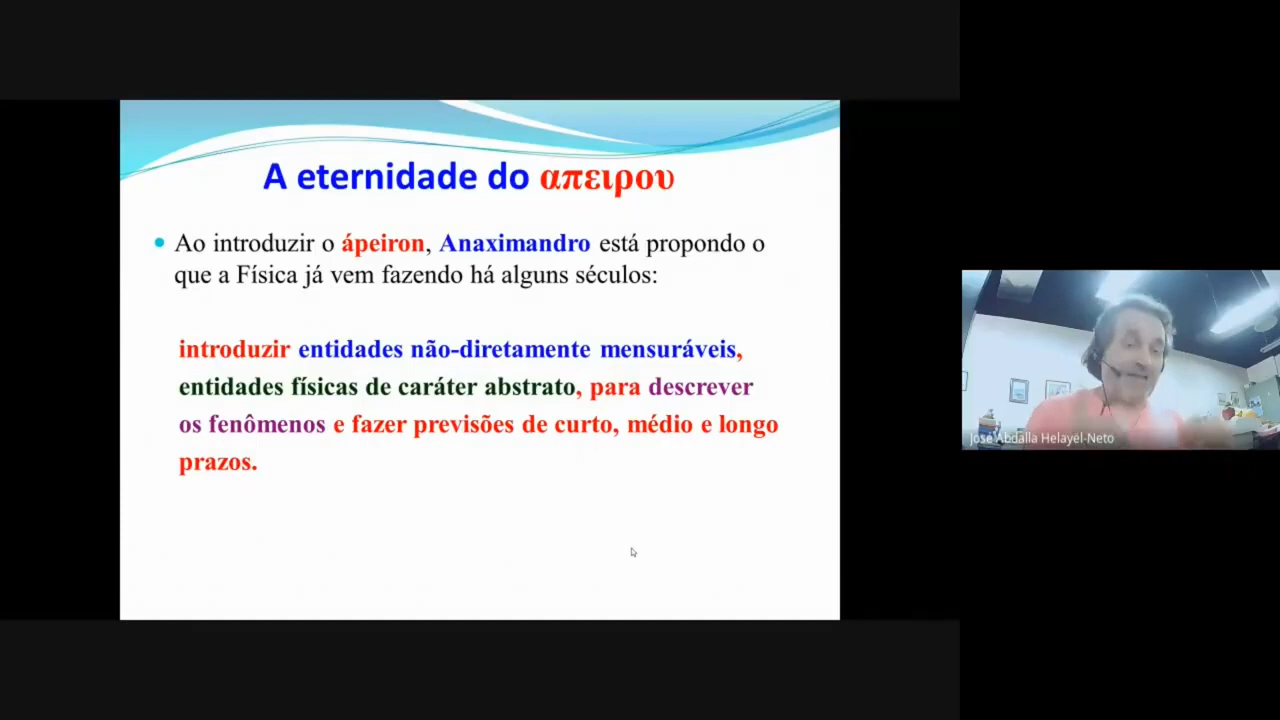 A eternidade do απειρου
• Ao introduzir o ápeiron, Anaximandro está propondo o
que a Física já vem fazendo há alguns séculos:
introduzir entidades não-diretamente mensuráveis,
entidades físicas de caráter abstrato, para descrever
os fenômenos e fazer previsões de curto, médio e longo
prazos.
José Abdalla Helayël-Neto